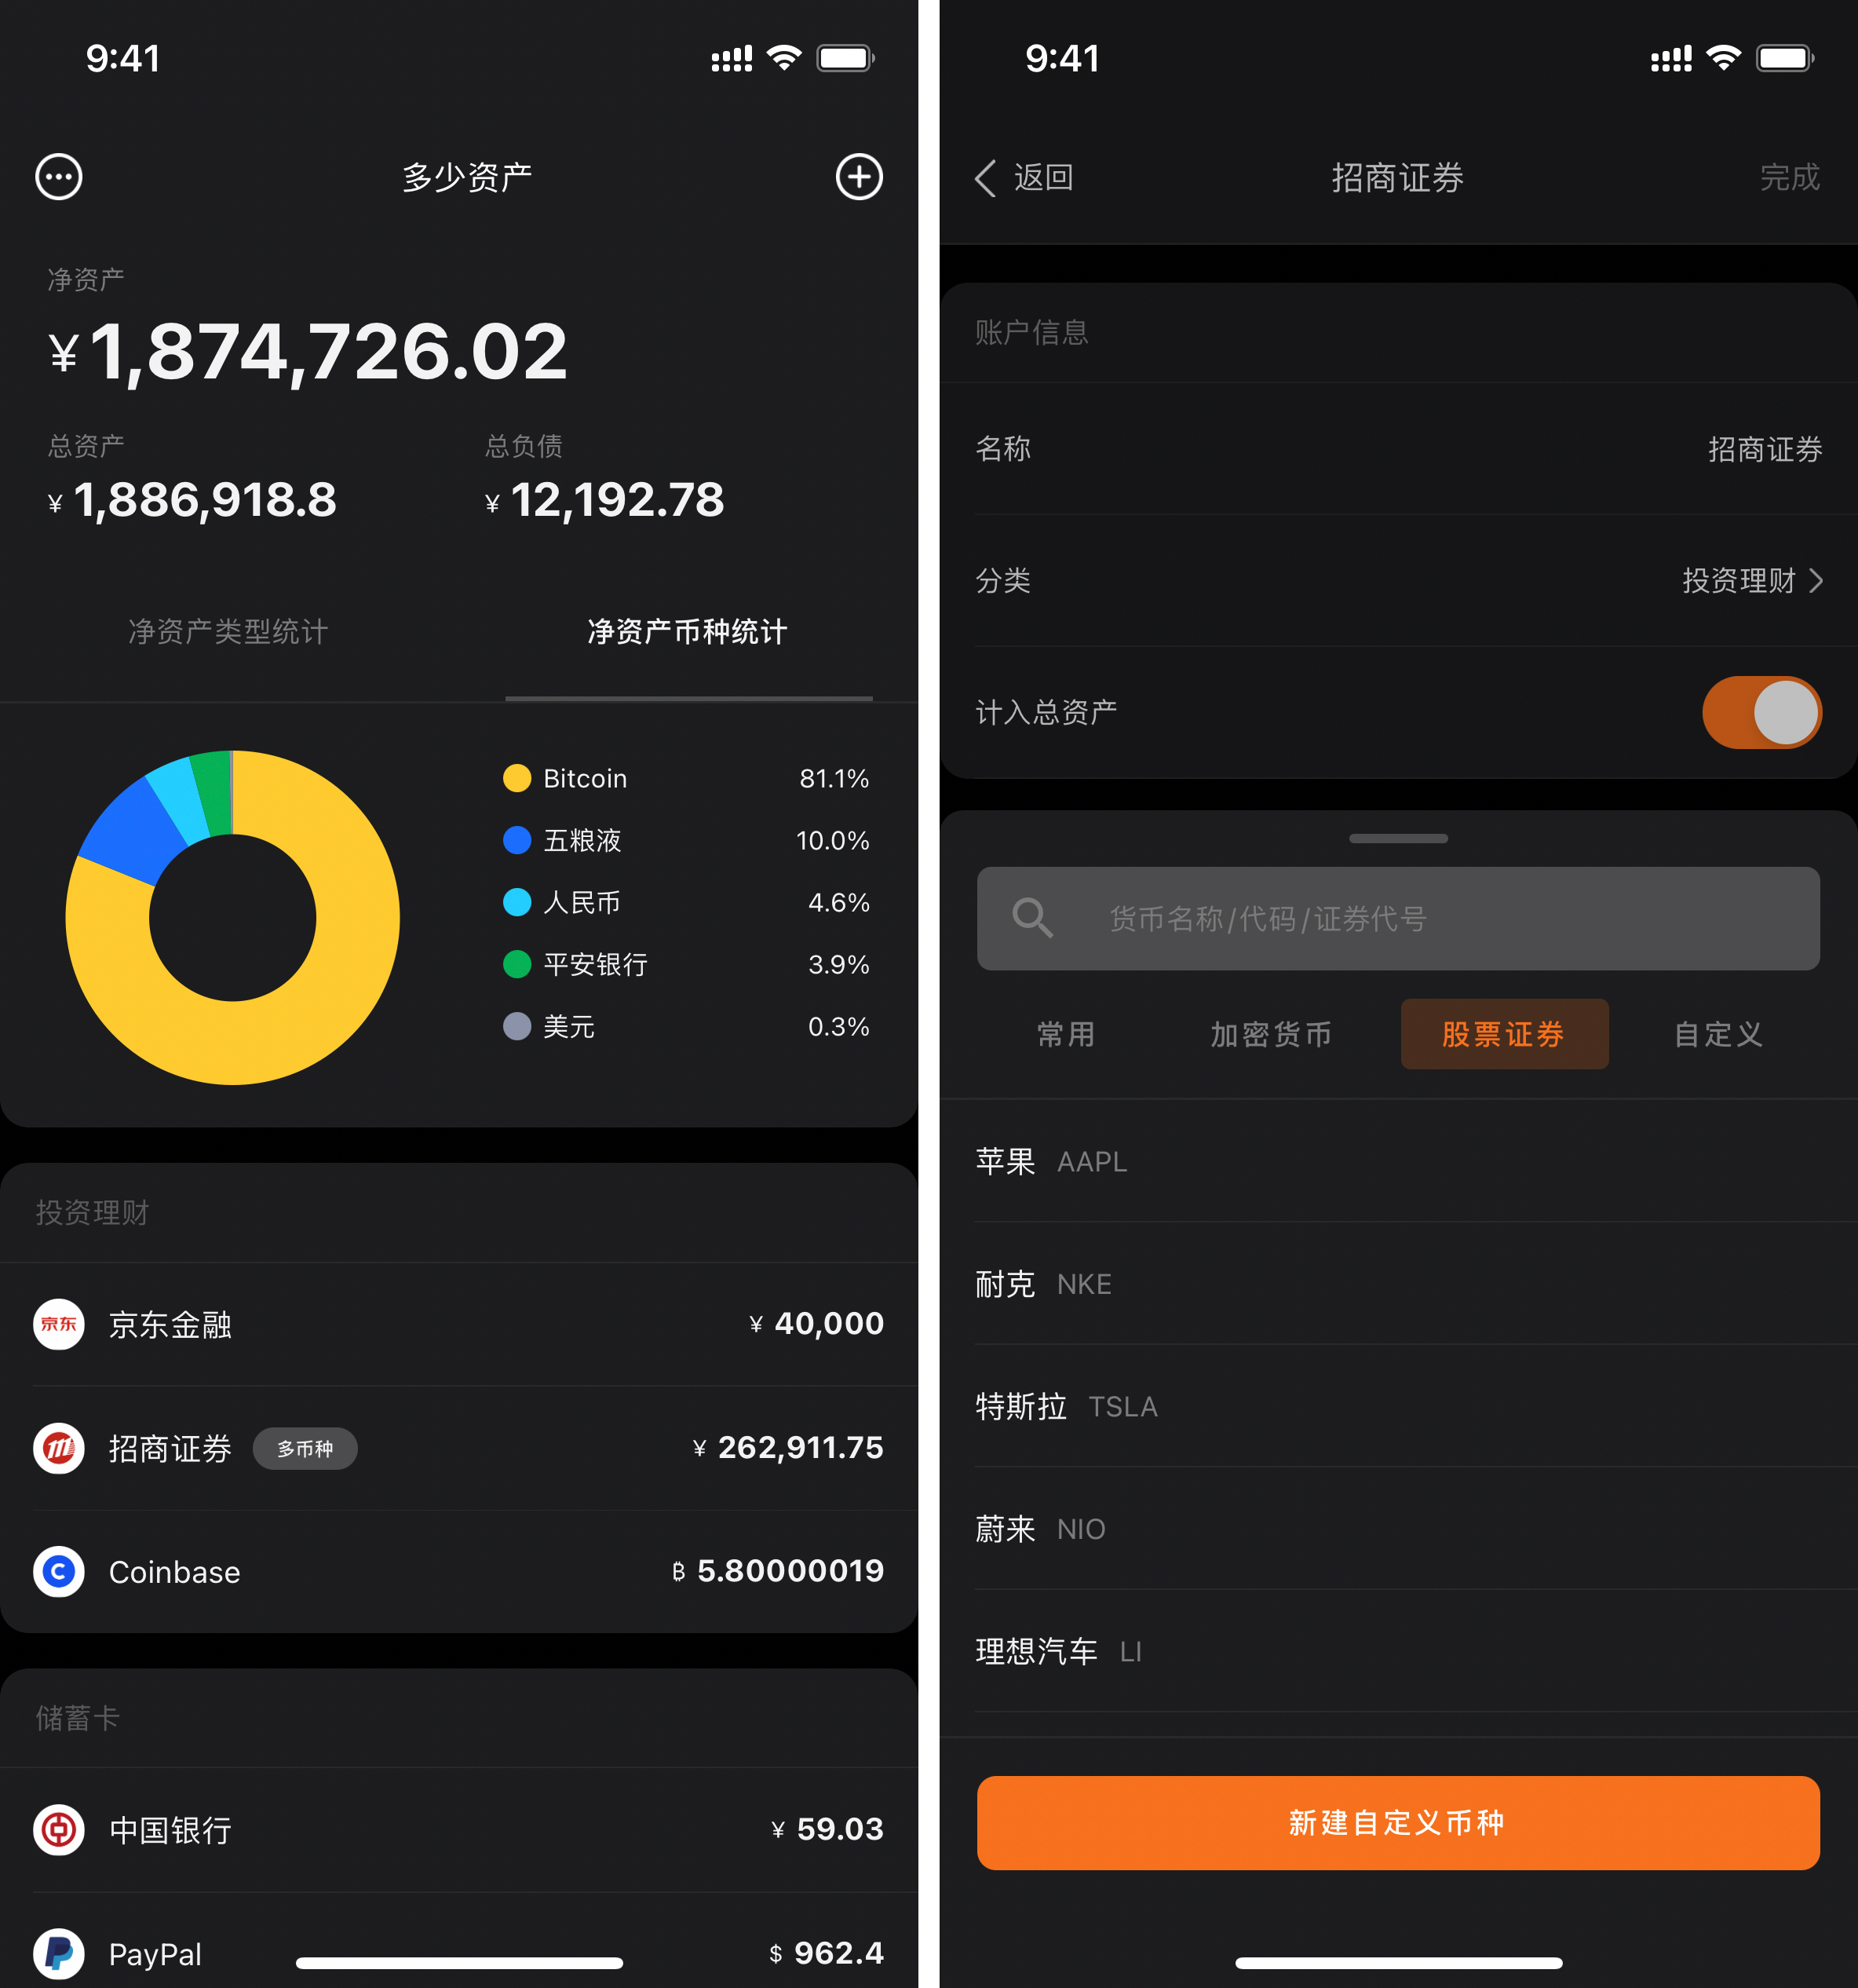 9:41
多少资产
净资产
¥1,874,726.02
总资产 总负债
¥ 1,886,918.8 ¥ 12,192.78
净资产类型统计 净资产币种统计
Bitcoin 81.1%
五粮液 10.0%
人民币 4.6%
平安银行 3.9%
美元 0.3%
投资理财
京东 京东金融 ¥ 40,000
招商证券 多币种 ¥ 262,911.75
Coinbase ₿ 5.80000019
储蓄卡
中国银行 ¥ 59.03
PayPal $ 962.4
9:41
返回 招商证券 完成
账户信息
名称 招商证券
分类 投资理财
计入总资产
货币名称/代码/证券代号
常用 加密货币 股票证券 自定义
苹果 AAPL
耐克 NKE
特斯拉 TSLA
蔚来 NIO
理想汽车 LI
新建自定义币种